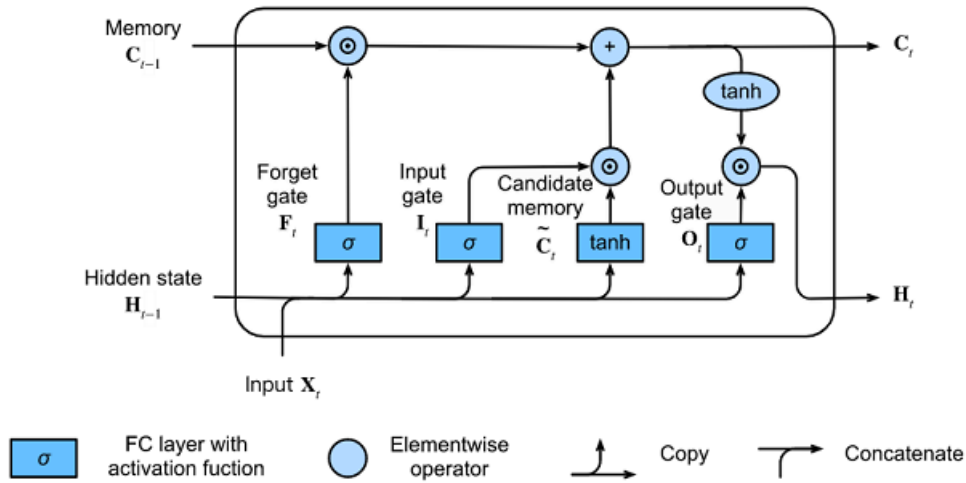 Memory
C_{t-1}
⊙
+
C_t
tanh
Forget
gate
F_t
Input
gate
I_t
⊙
Candidate
memory
C̃_t
Output
gate
O_t
⊙
σ
σ
tanh
σ
Hidden state
H_{t-1}
H_t
Input X_t
σ
FC layer with
activation fuction
Elementwise
operator
Copy
Concatenate